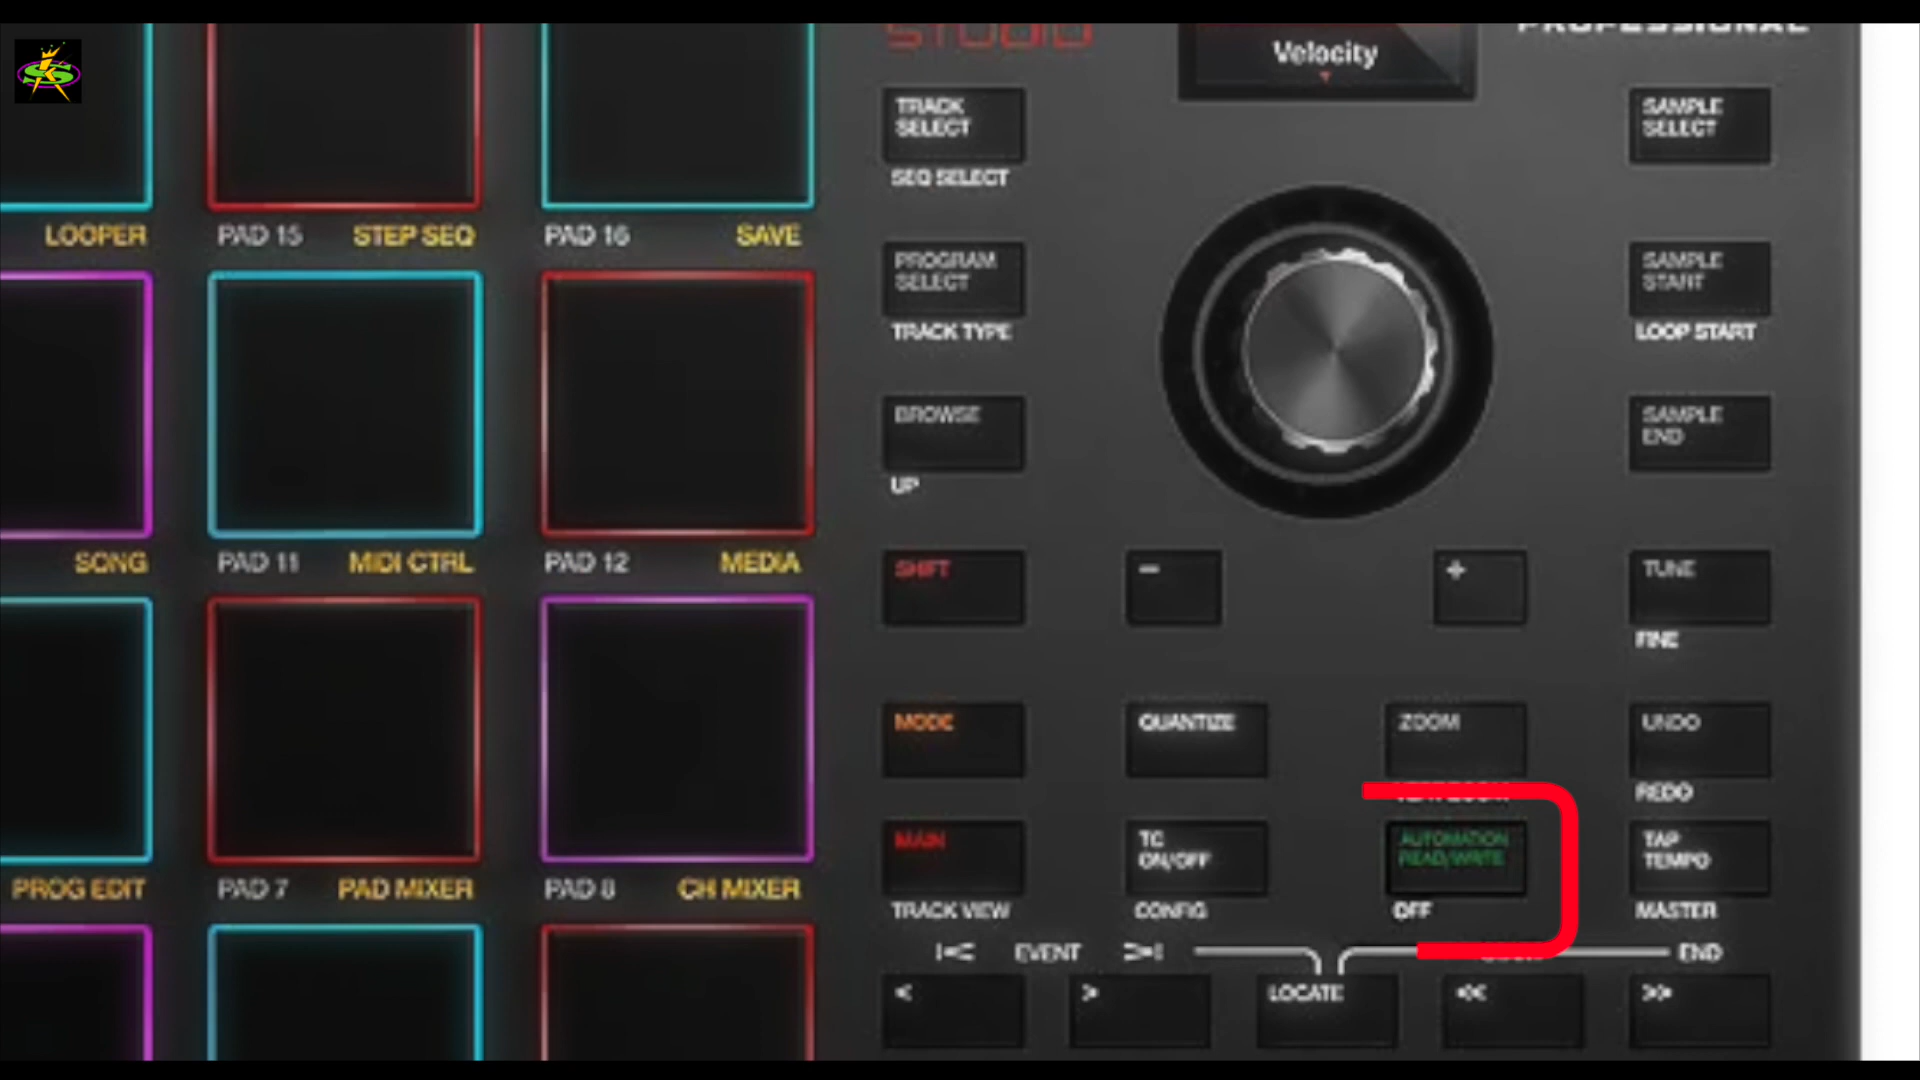 STUDIO
Velocity
PROFESSIONAL
TRACK
SELECT
SEQ SELECT
SAMPLE
SELECT
LOOPER
PAD 15
STEP SEQ
PAD 16
SAVE
PROGRAM
SELECT
TRACK TYPE
SAMPLE
START
LOOP START
BROWSE
UP
SAMPLE
END
SONG
PAD 11
MIDI CTRL
PAD 12
MEDIA
SHIFT
-
+
TUNE
FINE
MODE
QUANTIZE
ZOOM
UNDO
REDO
MAIN
TRACK VIEW
TC
ON/OFF
CONFIG
AUTOMATION
READ/WRITE
OFF
TAP
TEMPO
MASTER
PROG EDIT
PAD 7
PAD MIXER
PAD 8
CH MIXER
|< EVENT >|
END
<
>
LOCATE
<<
>>